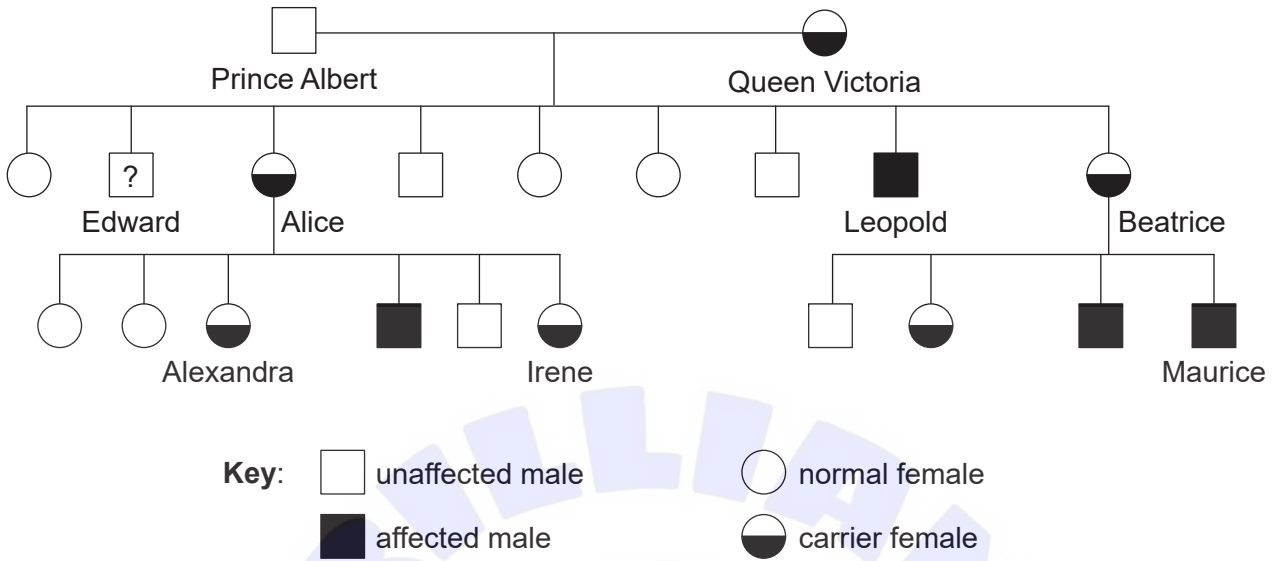 Prince Albert
Queen Victoria
?
Edward
Alice
Leopold
Beatrice
Alexandra
Irene
Maurice
Key:
unaffected male
normal female
affected male
carrier female